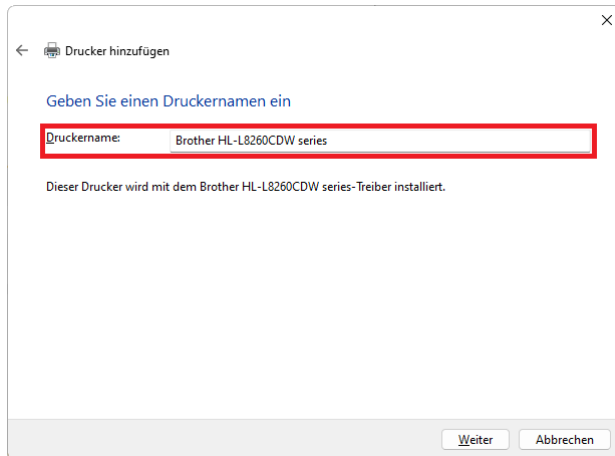 Drucker hinzufügen
Geben Sie einen Druckernamen ein
Druckername: Brother HL-L8260CDW series
Dieser Drucker wird mit dem Brother HL-L8260CDW series-Treiber installiert.
Weiter Abbrechen